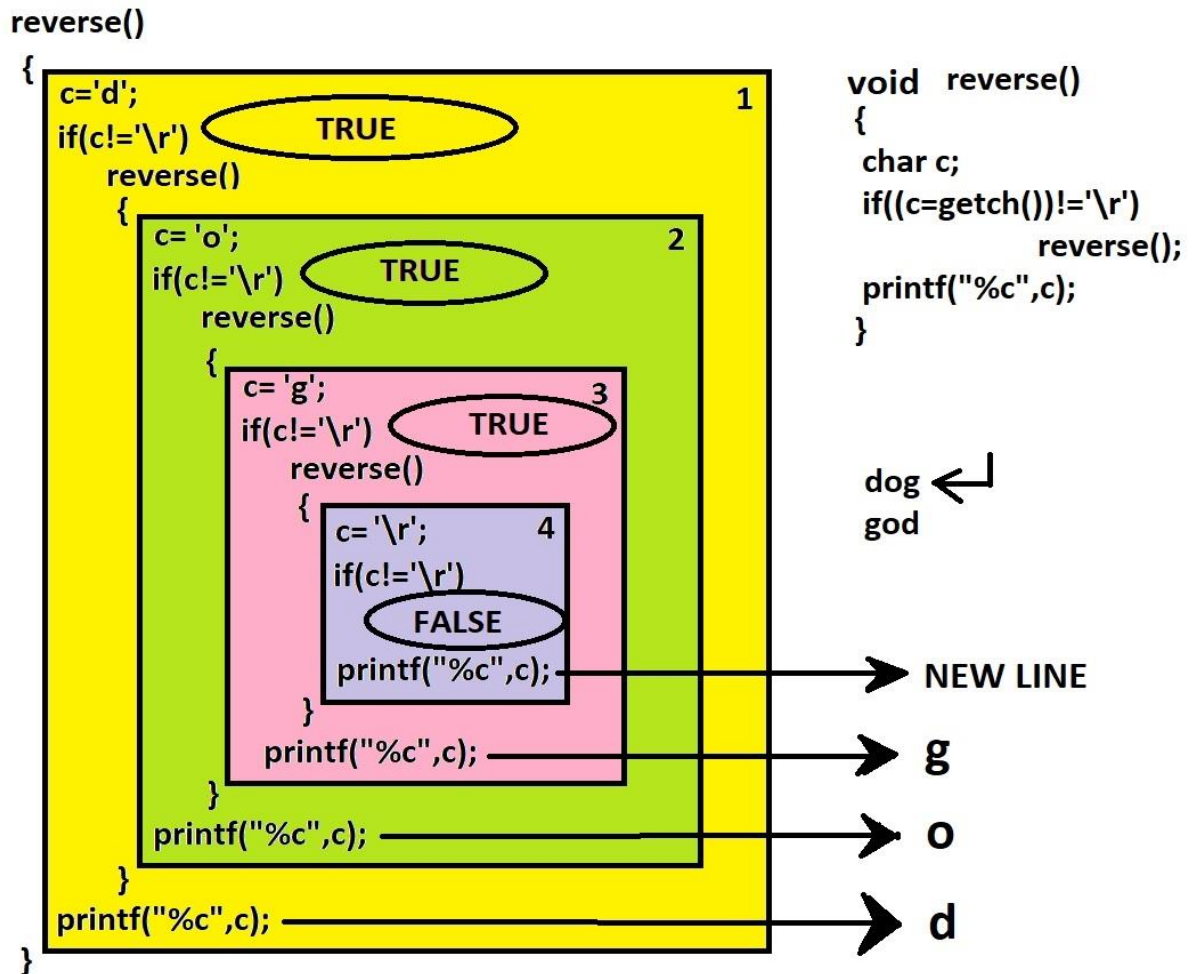 reverse()
{
c='d';
1
if(c!='\r')
TRUE
reverse()
{
c= 'o';
2
if(c!='\r')
TRUE
reverse()
{
c= 'g';
3
if(c!='\r')
TRUE
reverse()
{
c= '\r';
4
if(c!='\r')
FALSE
printf("%c",c);
NEW LINE
}
printf("%c",c);
g
}
printf("%c",c);
o
}
printf("%c",c);
d
}
void reverse()
{
char c;
if((c=getch())!='\r')
reverse();
printf("%c",c);
}
dog
god